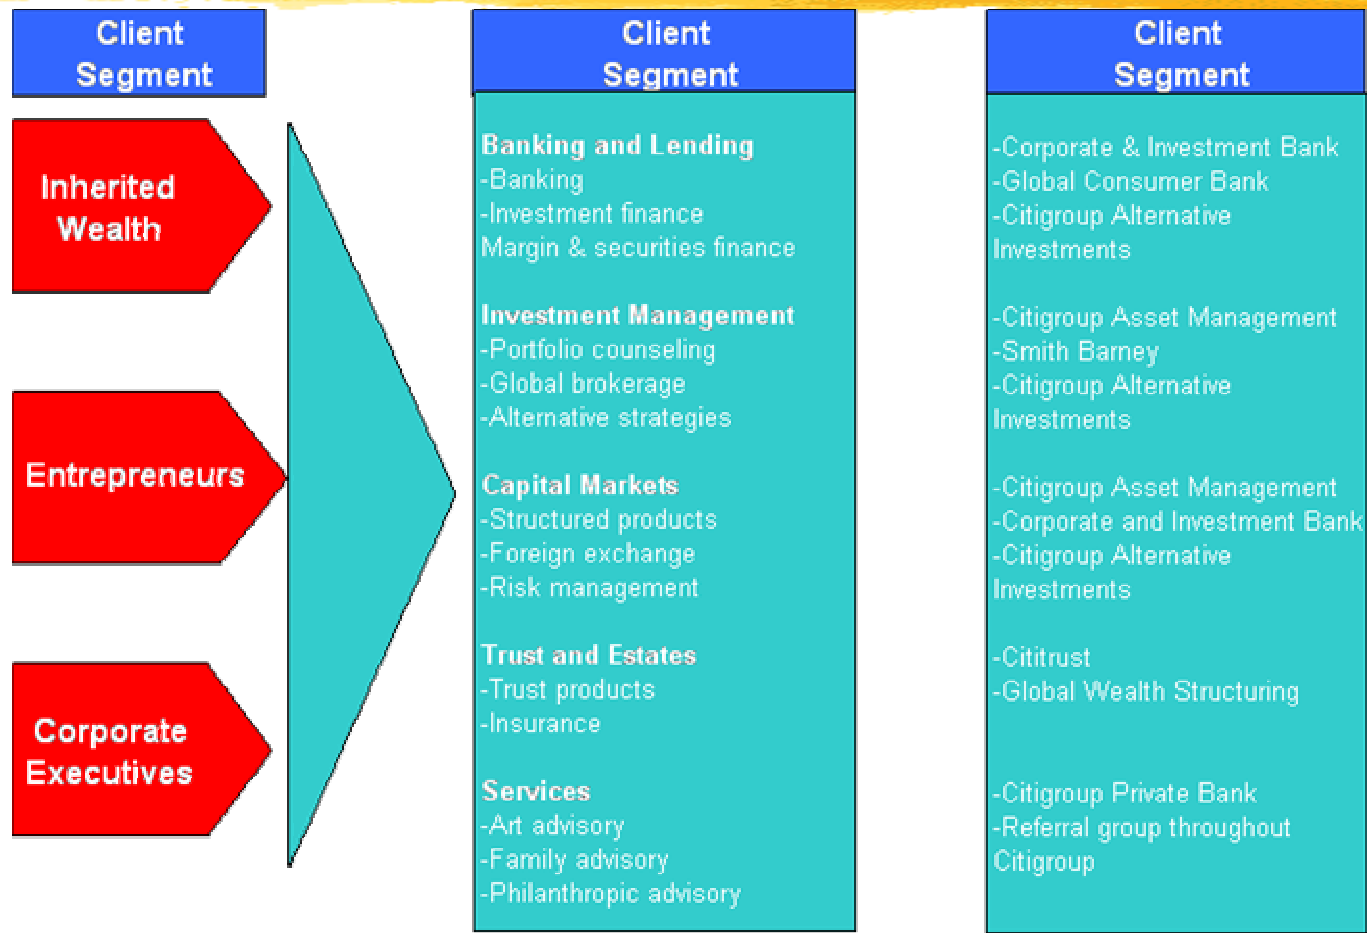 Client
Segment
Inherited
Wealth
Entrepreneurs
Corporate
Executives
Client
Segment
Banking and Lending
-Banking
-Investment finance
Margin & securities finance
Investment Management
-Portfolio counseling
-Global brokerage
-Alternative strategies
Capital Markets
-Structured products
-Foreign exchange
-Risk management
Trust and Estates
-Trust products
-Insurance
Services
-Art advisory
-Family advisory
-Philanthropic advisory
Client
Segment
-Corporate & Investment Bank
-Global Consumer Bank
-Citigroup Alternative
Investments
-Citigroup Asset Management
-Smith Barney
-Citigroup Alternative
Investments
-Citigroup Asset Management
-Corporate and Investment Bank
-Citigroup Alternative
Investments
-Cititrust
-Global Wealth Structuring
-Citigroup Private Bank
-Referral group throughout
Citigroup